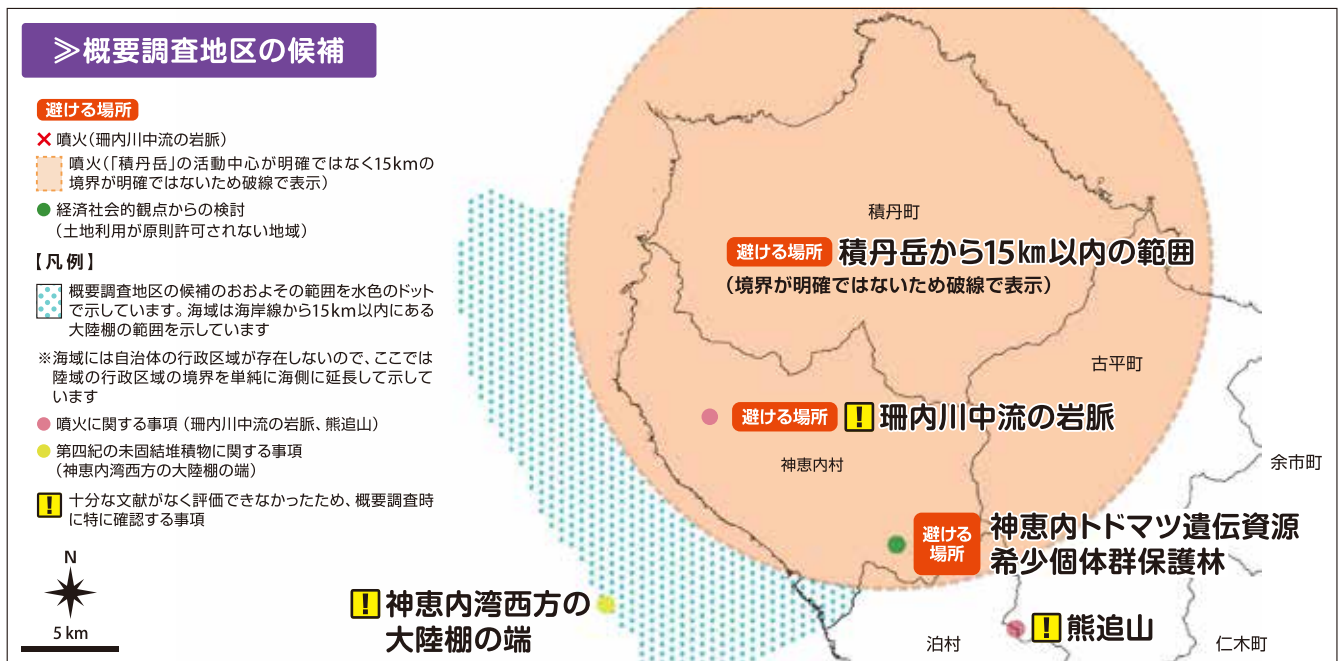 ≫概要調査地区の候補
避ける場所
噴火(珊内川中流の岩脈)
噴火(「積丹岳」の活動中心が明確ではなく15kmの
境界が明確ではないため破線で表示)
経済社会的観点からの検討
(土地利用が原則許可されない地域)
【凡例】
概要調査地区の候補のおおよその範囲を水色のドット
で示しています。海域は海岸線から15km以内にある
大陸棚の範囲を示しています
※海域には自治体の行政区域が存在しないので、ここでは
陸域の行政区域の境界を単純に海側に延長して示して
います
噴火に関する事項(珊内川中流の岩脈、熊追山)
第四紀の未固結堆積物に関する事項
(神恵内湾西方の大陸棚の端)
! 十分な文献がなく評価できなかったため、概要調査時
に特に確認する事項
N
5km
積丹町
避ける場所 積丹岳から15km以内の範囲
(境界が明確ではないため破線で表示)
古平町
避ける場所 ! 珊内川中流の岩脈
神恵内村
余市町
避ける
場所
神恵内トドマツ遺伝資源
希少個体群保護林
! 神恵内湾西方の
大陸棚の端
! 熊追山
泊村
仁木町